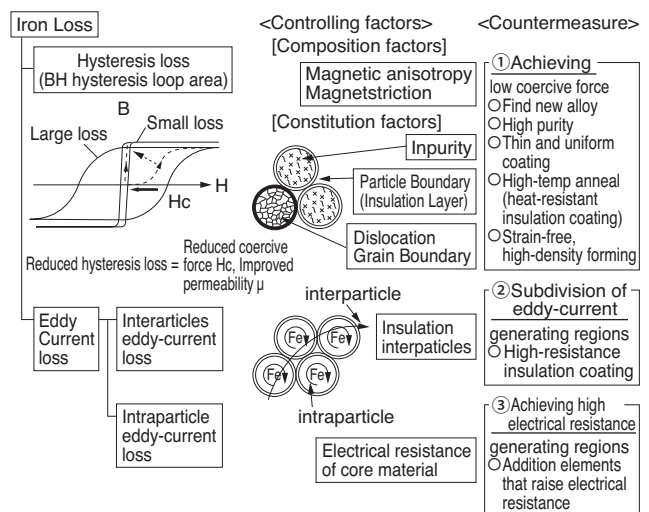 Iron Loss
Hysteresis loss
(BH hysteresis loop area)
B
Large loss
Small loss
H
Hc
Reduced hysteresis loss = Reduced coercive
force Hc, Improved
permeability μ
Eddy
Current
loss
Interarticles
eddy-current
loss
Intraparticle
eddy-current
loss
<Controlling factors>
[Composition factors]
Magnetic anisotropy
Magnetstriction
[Constitution factors]
Inpurity
Particle Boundary
(Insulation Layer)
Dislocation
Grain Boundary
interparticle
Fe
Fe
Fe
Fe
Insulation
interpaticles
intraparticle
Electrical resistance
of core material
<Countermeasure>
①Achieving
low coercive force
○Find new alloy
○High purity
○Thin and uniform
coating
○High-temp anneal
(heat-resistant
insulation coating)
○Strain-free,
high-density forming
②Subdivision of
eddy-current
generating regions
○High-resistance
insulation coating
③Achieving high
electrical resistance
generating regions
○Addition elements
that raise electrical
resistance